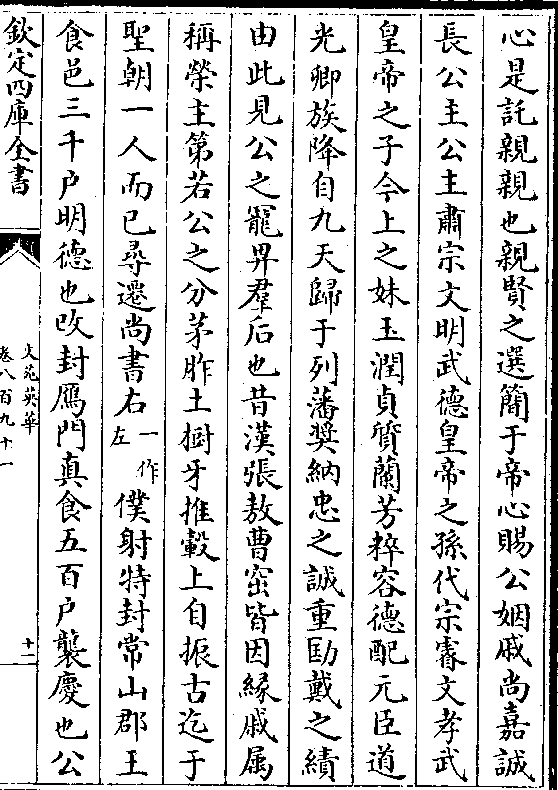 心是託親親也親賢之選簡于帝心賜公姻戚尚嘉誠
長公主公主肅宗文明武德皇帝之孫代宗睿文孝武
皇帝之子今上之妹玉潤貞質蘭芳粹容德配元臣道
光卿族降自九天歸于列藩奬納忠之誠重勛戴之績
由此見公之寵畀羣后也昔漢張敖曹窋皆因緣戚属
稱榮主第若公之分茅胙土樹牙推轂上自振古迄于
聖朝一人而已尋遷尚書右一作左僕射特封常山郡王
食邑三千户明德也改封鴈門真食五百户襲慶也公
欽定四庫全書
文苑英華
卷八百九十一
十二